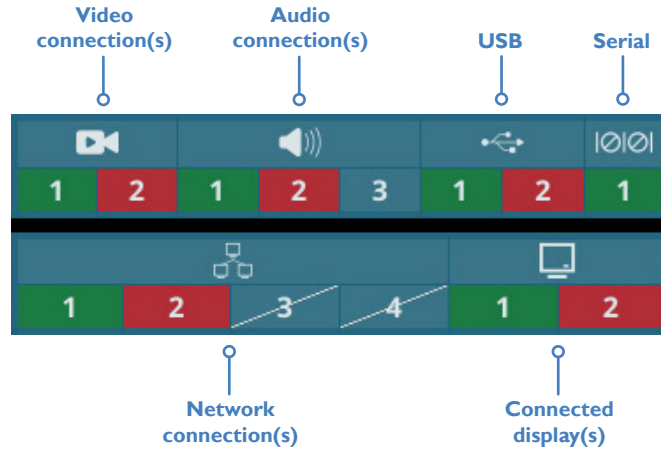 Video
connection(s)
Audio
connection(s)
USB
Serial
1 2 1 2 3 1 2 1
1 2 3 4 1 2
Network
connection(s)
Connected
display(s)